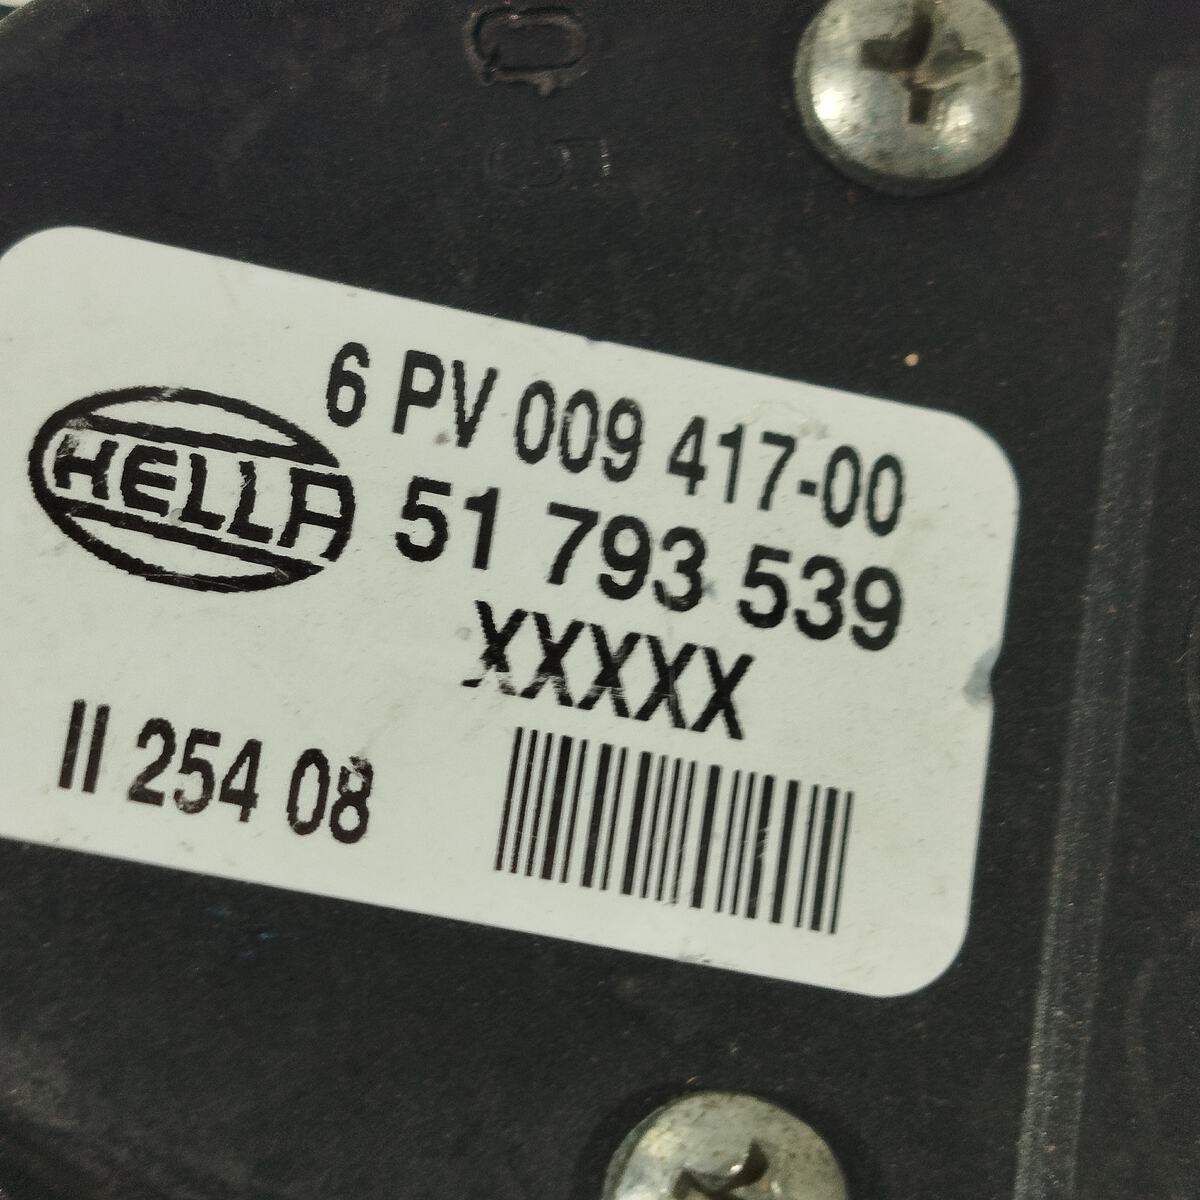 6 PV 009 417-00
HELLA
51 793 539
XXXXX
II 254 08